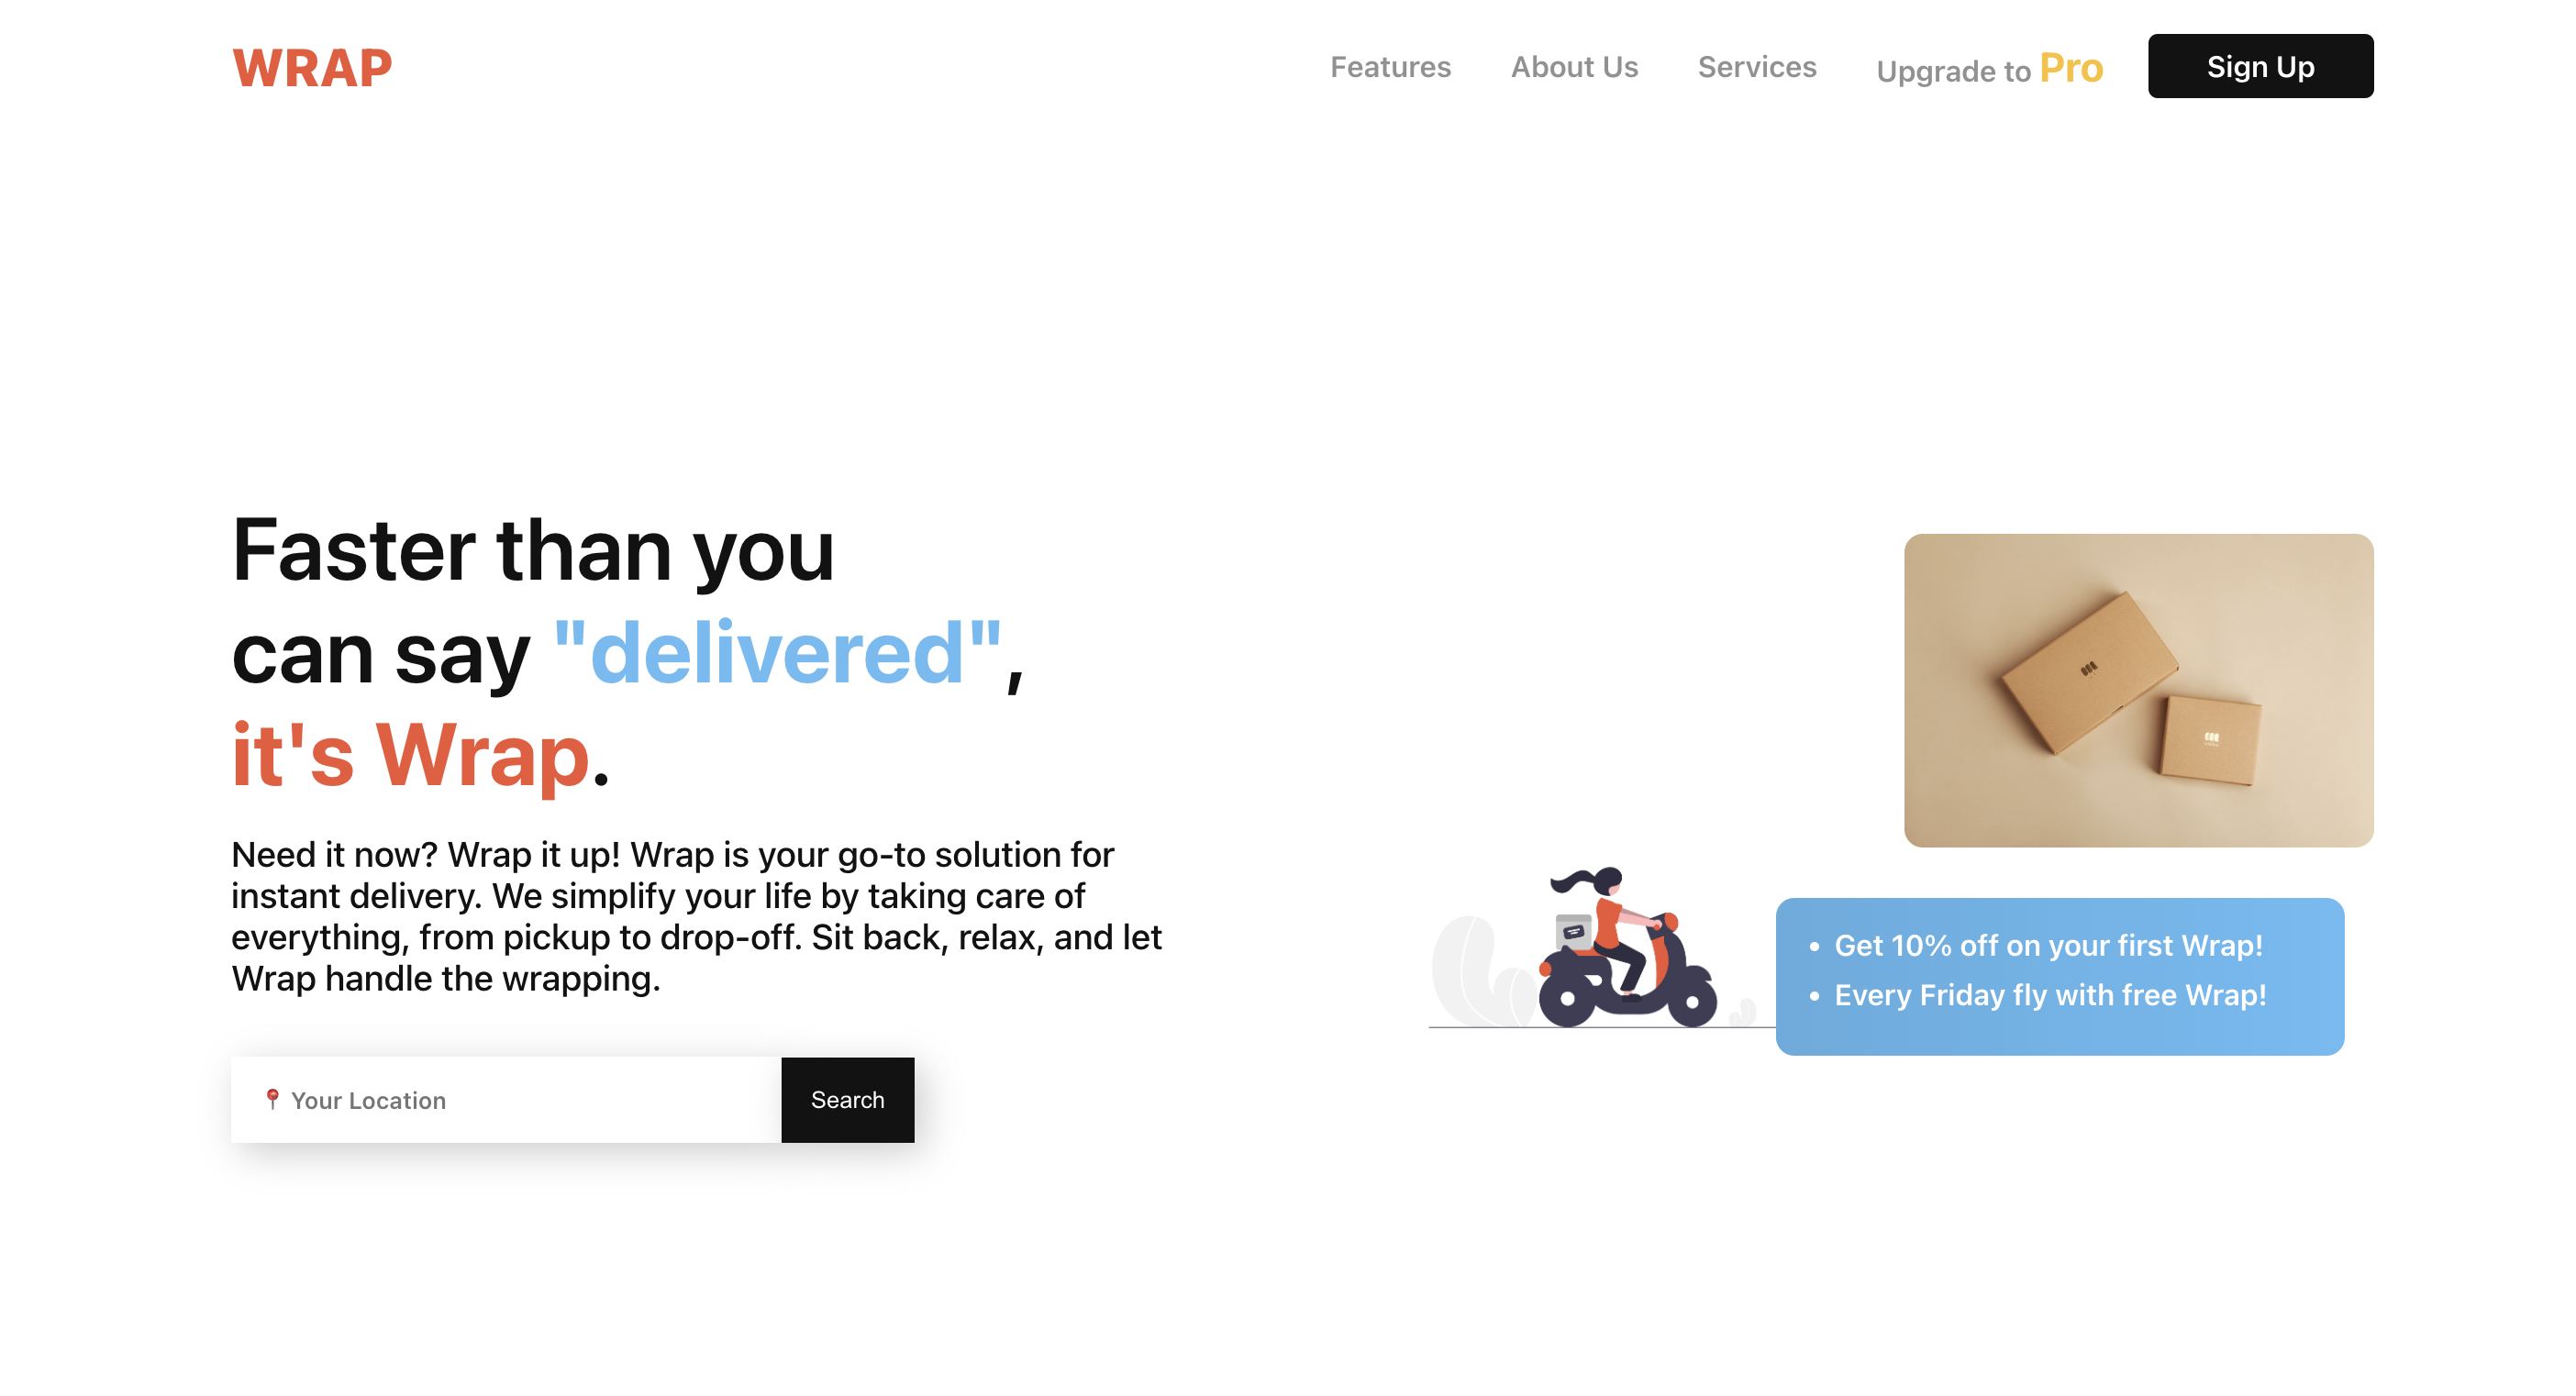 WRAP
Features
About Us
Services
Upgrade to Pro
Sign Up
Faster than you
can say "delivered",
it's Wrap.
Need it now? Wrap it up! Wrap is your go-to solution for
instant delivery. We simplify your life by taking care of
everything, from pickup to drop-off. Sit back, relax, and let
Wrap handle the wrapping.
📍 Your Location
Search
• Get 10% off on your first Wrap!
• Every Friday fly with free Wrap!